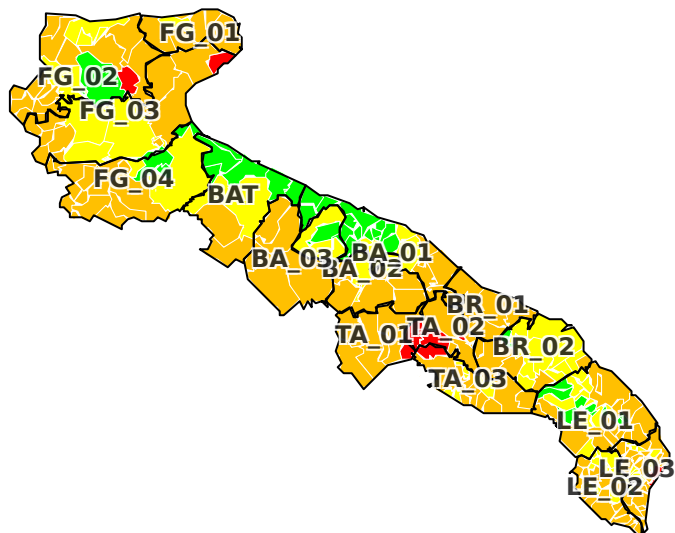 FG_01
FG_02
FG_03
FG_04
BAT
BA_01
BA_03
BA_02
BR_01
TA_02
TA_01
BR_02
TA_03
LE_01
LE_03
LE_02